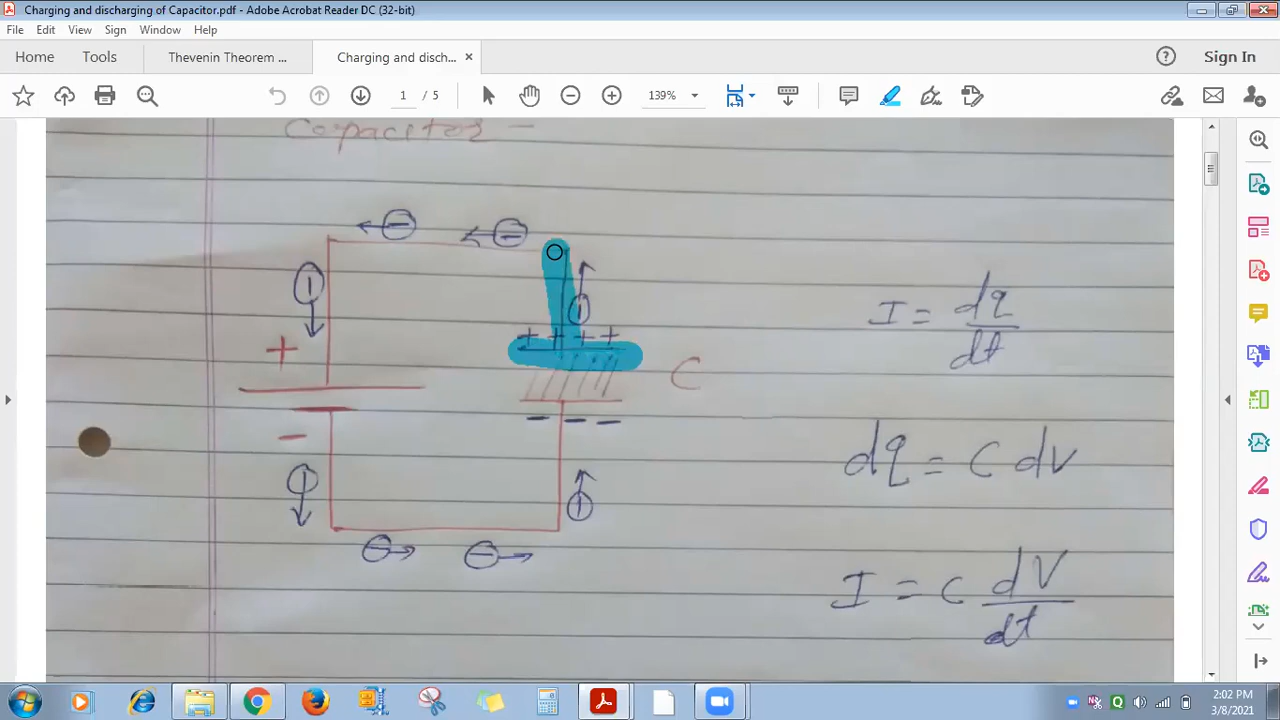 Charging and discharging of Capacitor.pdf - Adobe Acrobat Reader DC (32-bit)
File Edit View Sign Window Help
Home Tools Thevenin Theorem ... Charging and disch... × Sign In
1 / 5 139%
Capacitor -
← ⊖ ← ⊖
I = dq/dt
+ + + + +
C
- - - -
dq = C dV
⊖→ ⊖→
I = C dV/dt
2:02 PM
3/8/2021